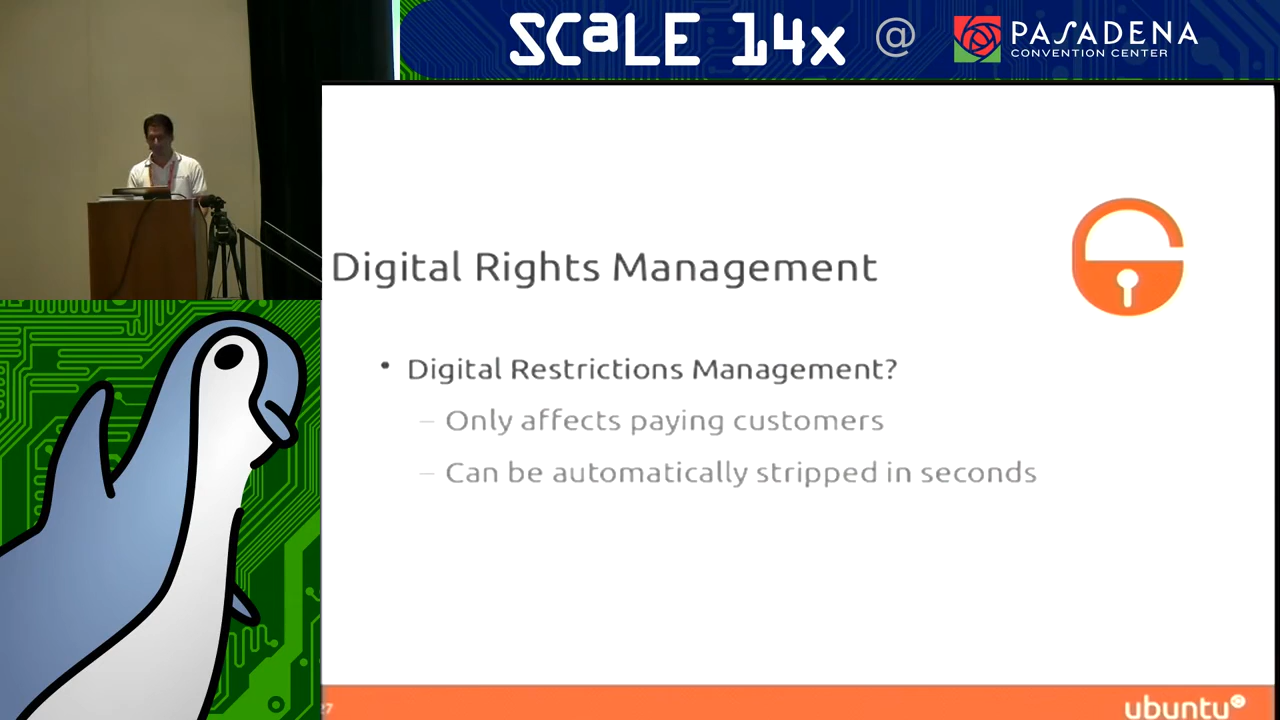 SCALE 14x @ PASADENA
CONVENTION CENTER
Digital Rights Management
• Digital Restrictions Management?
– Only affects paying customers
– Can be automatically stripped in seconds
27
ubuntu